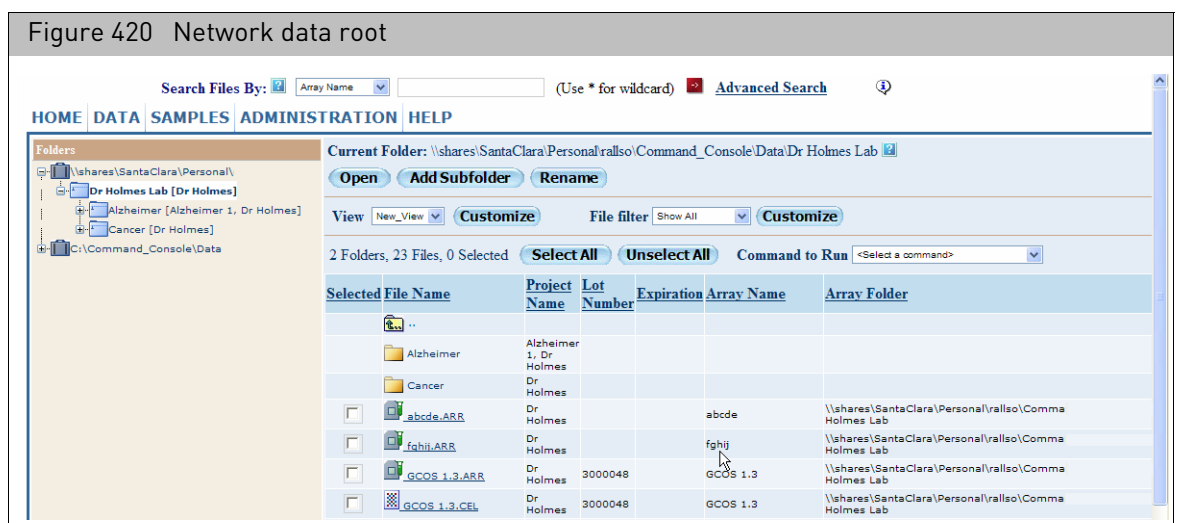 Figure 420 Network data root
Search Files By: ? Array Name (Use * for wildcard) Advanced Search
HOME DATA SAMPLES ADMINISTRATION HELP
Folders
\\shares\SantaClara\Personal\
Dr Holmes Lab [Dr Holmes]
Alzheimer [Alzheimer 1, Dr Holmes]
Cancer [Dr Holmes]
C:\Command_Console\Data
Current Folder: \\shares\SantaClara\Personal\rallso\Command_Console\Data\Dr Holmes Lab ?
Open Add Subfolder Rename
View New_View Customize File filter Show All Customize
2 Folders, 23 Files, 0 Selected Select All Unselect All Command to Run <Select a command>
Selected File Name Project Name Lot Number Expiration Array Name Array Folder
..
Alzheimer Alzheimer 1, Dr Holmes
Cancer Dr Holmes
abcde.ARR Dr Holmes abcde \\shares\SantaClara\Personal\rallso\Comma Holmes Lab
fghij.ARR Dr Holmes fghij \\shares\SantaClara\Personal\rallso\Comma Holmes Lab
GCOS 1.3.ARR Dr Holmes 3000048 GCOS 1.3 \\shares\SantaClara\Personal\rallso\Comma Holmes Lab
GCOS 1.3.CEL Dr Holmes 3000048 GCOS 1.3 \\shares\SantaClara\Personal\rallso\Comma Holmes Lab